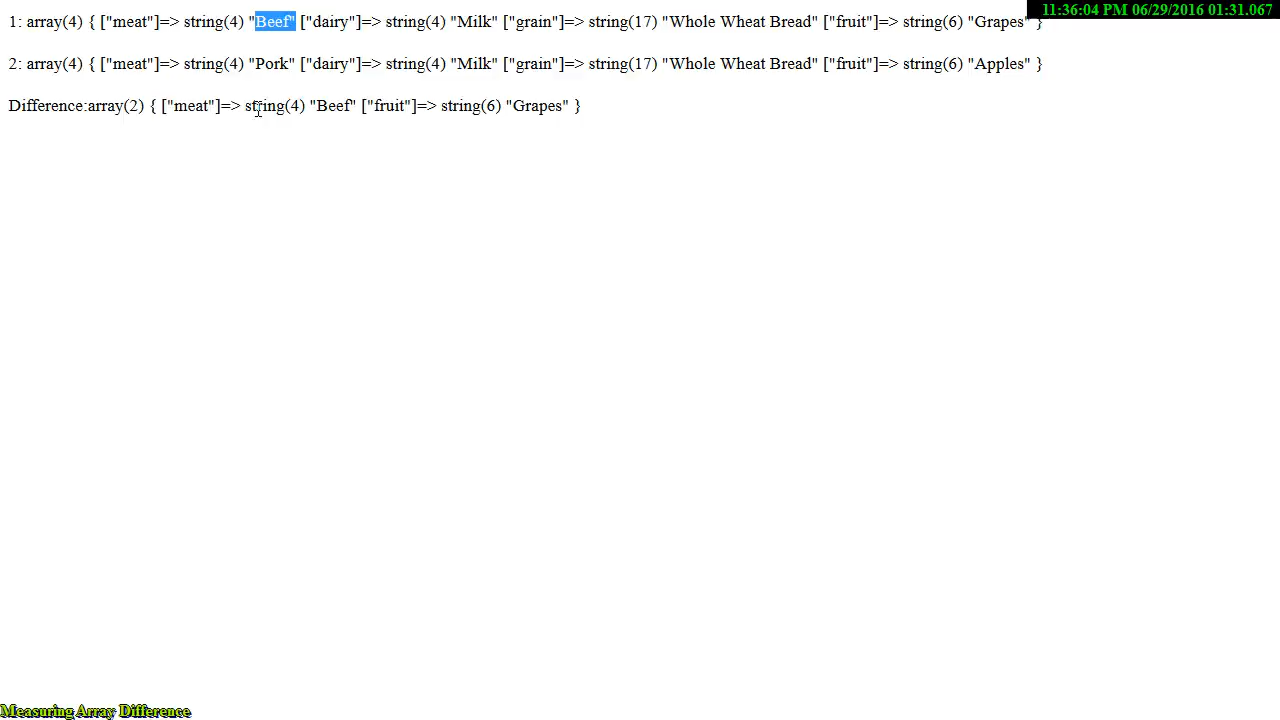 11:36:04 PM 06/29/2016 01:31.067
1: array(4) { ["meat"]=> string(4) "Beef" ["dairy"]=> string(4) "Milk" ["grain"]=> string(17) "Whole Wheat Bread" ["fruit"]=> string(6) "Grapes" }
2: array(4) { ["meat"]=> string(4) "Pork" ["dairy"]=> string(4) "Milk" ["grain"]=> string(17) "Whole Wheat Bread" ["fruit"]=> string(6) "Apples" }
Difference:array(2) { ["meat"]=> string(4) "Beef" ["fruit"]=> string(6) "Grapes" }
Measuring Array Difference